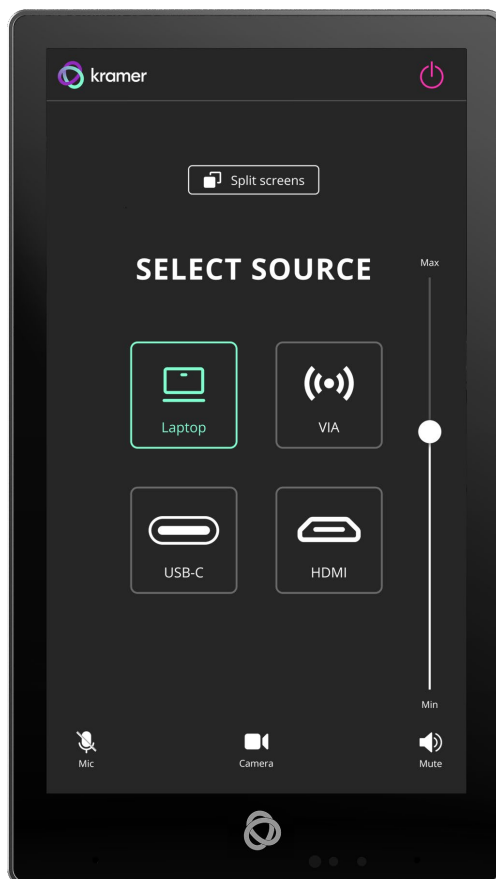 kramer
Split screens
SELECT SOURCE
Max
Laptop
VIA
USB-C
HDMI
Min
Mic
Camera
Mute